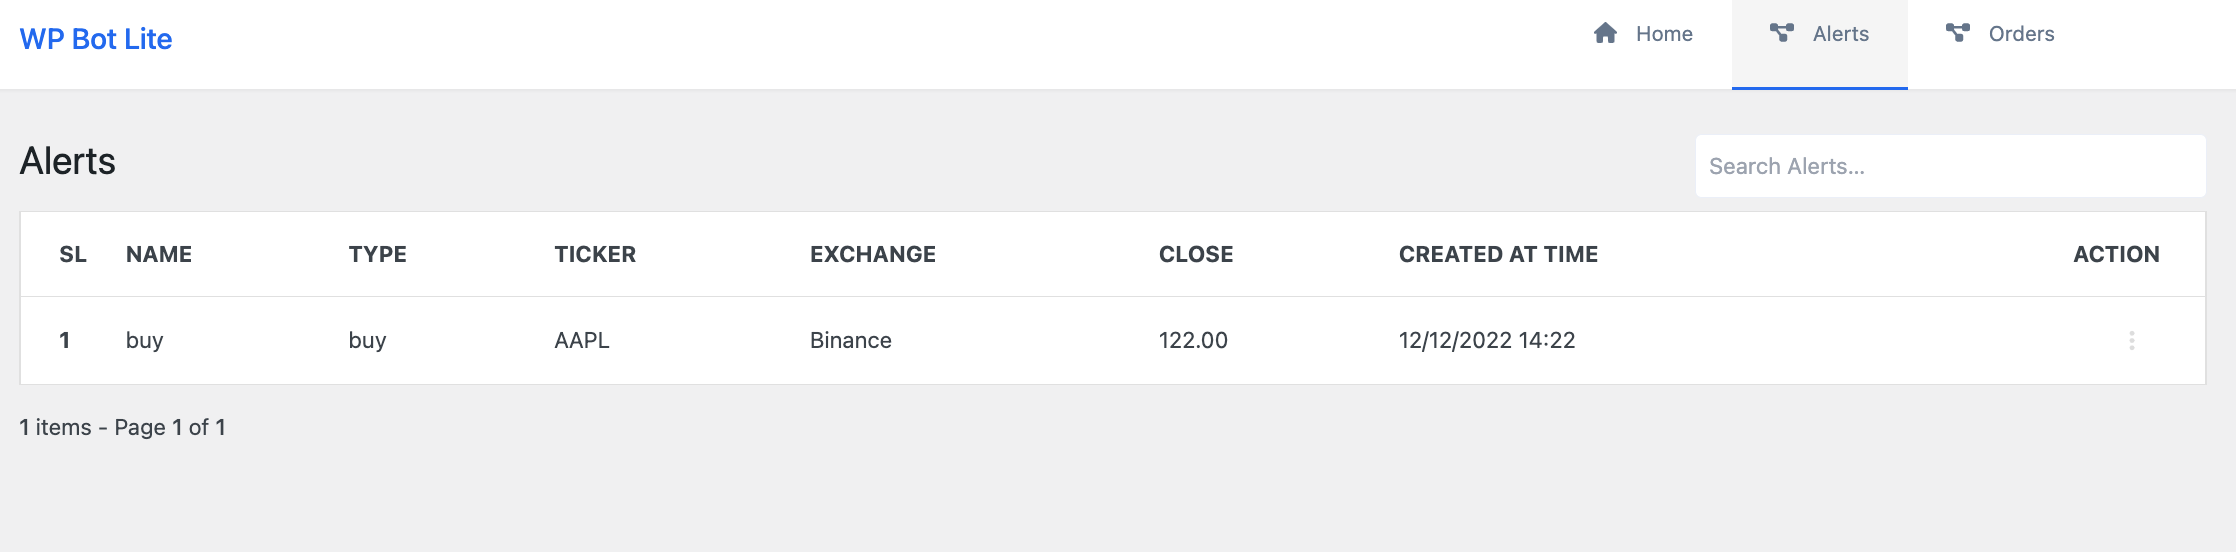 WP Bot Lite Home Alerts Orders
Alerts Search Alerts...
SL NAME TYPE TICKER EXCHANGE CLOSE CREATED AT TIME ACTION
1 buy buy AAPL Binance 122.00 12/12/2022 14:22
1 items - Page 1 of 1